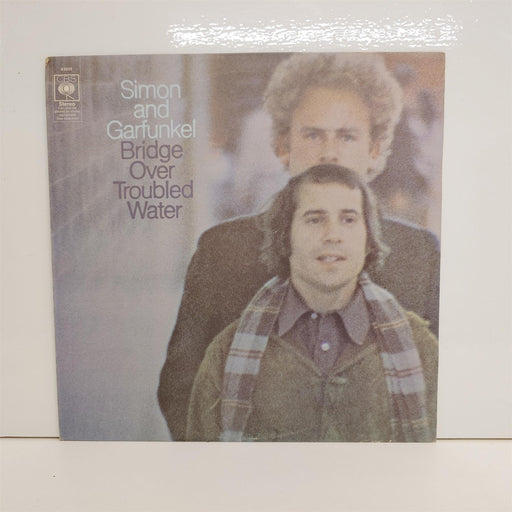 CBS
Stereo
Simon
and
Garfunkel
Bridge
Over
Troubled
Water